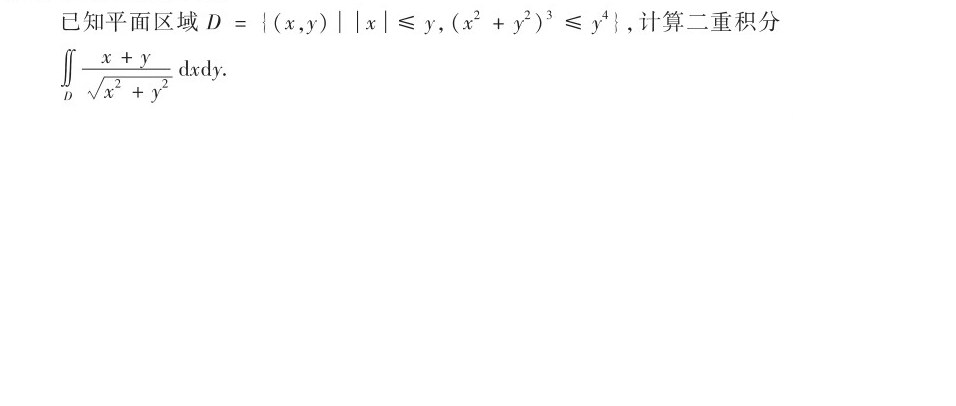 已知平面区域 D = {(x,y)||x| ≤ y,(x² + y²)³ ≤ y⁴},计算二重积分
∬_D (x + y)/√(x² + y²) dxdy.